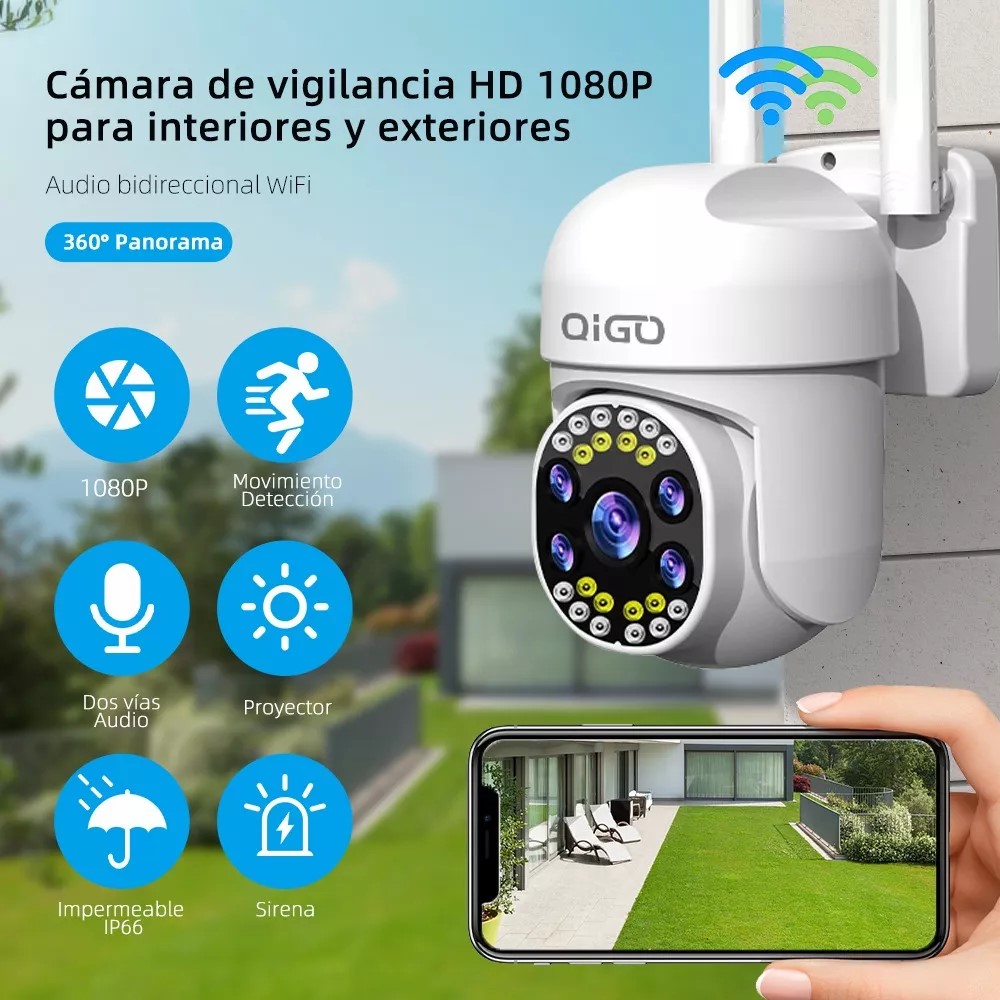 Cámara de vigilancia HD 1080P
para interiores y exteriores
Audio bidireccional WiFi
360° Panorama
QiGO
1080P
Movimiento
Detección
Dos vías
Audio
Proyector
Impermeable
IP66
Sirena